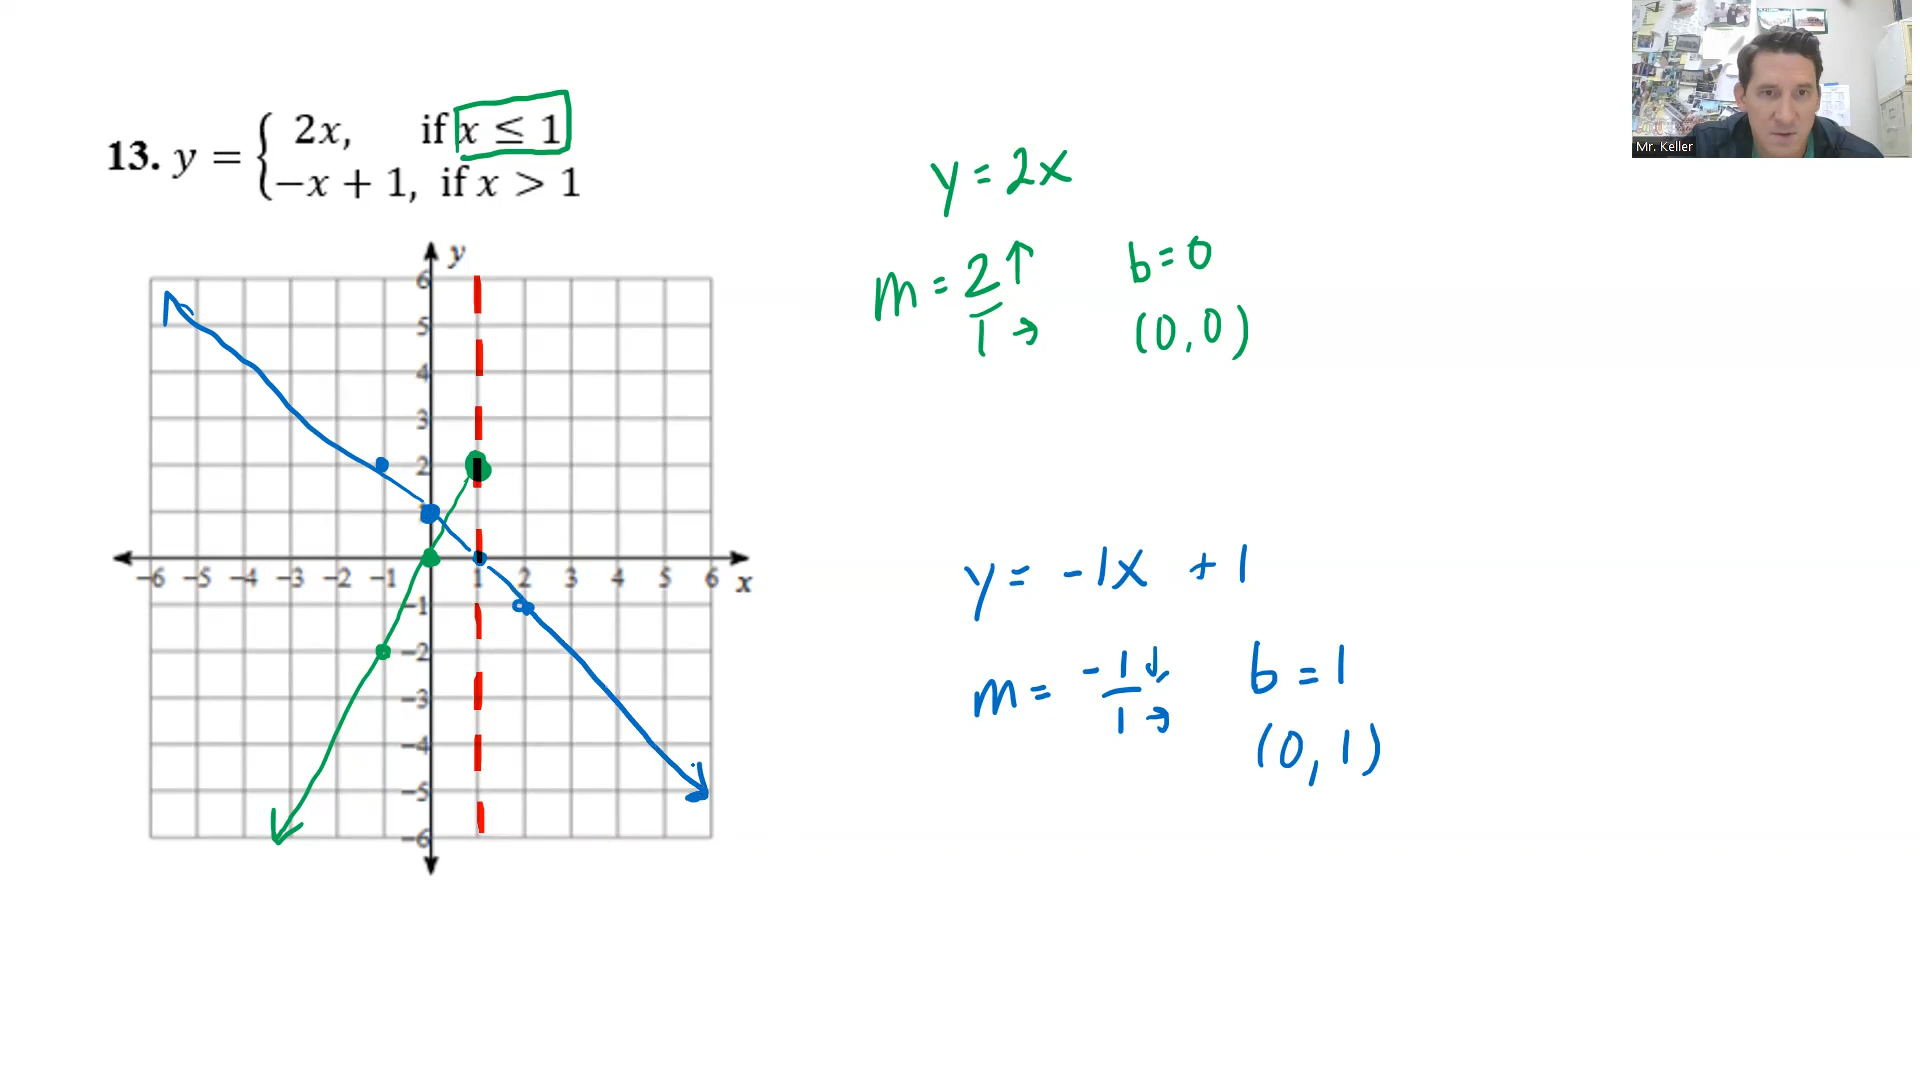 Mr. Keller
13. y = { 2x, if x ≤ 1
−x + 1, if x > 1
y = 2x
m = 2↑ b = 0
1 → (0,0)
y
6
5
4
3
2
−6 −5 −4 −3 −2 −1 1 2 3 4 5 6 x
−1
−2
−3
−4
−5
−6
y = -1x + 1
m = -1↓ b = 1
1 → (0, 1)